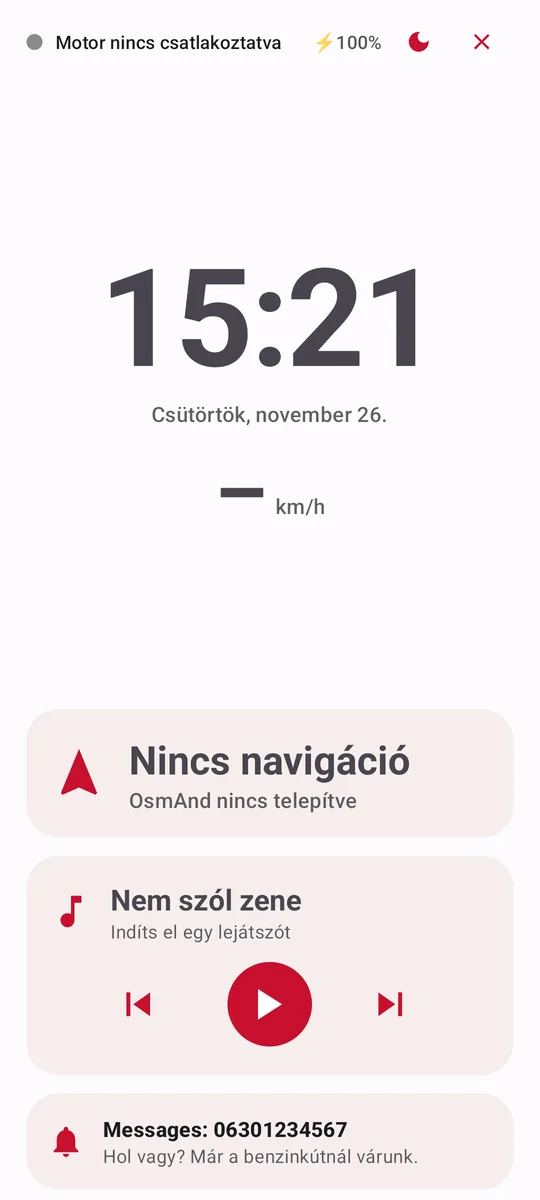 Motor nincs csatlakoztatva ⚡100%
15:21
Csütörtök, november 26.
– km/h
Nincs navigáció
OsmAnd nincs telepítve
Nem szól zene
Indíts el egy lejátszót
Messages: 06301234567
Hol vagy? Már a benzinkútnál várunk.